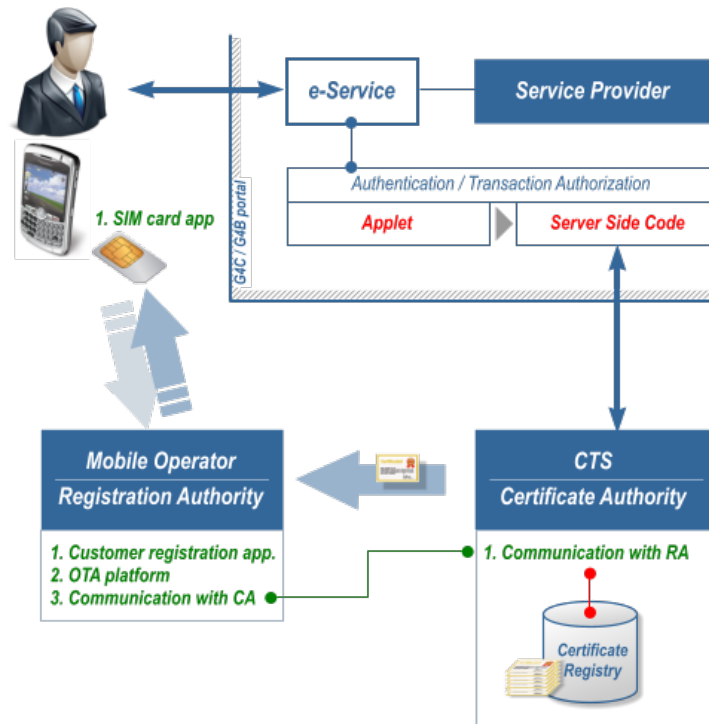 e-Service
Service Provider
Authentication / Transaction Authorization
Applet
Server Side Code
G4C / G4B portal
1. SIM card app
Mobile Operator
Registration Authority
1. Customer registration app.
2. OTA platform
3. Communication with CA
CTS
Certificate Authority
1. Communication with RA
Certificate
Registry